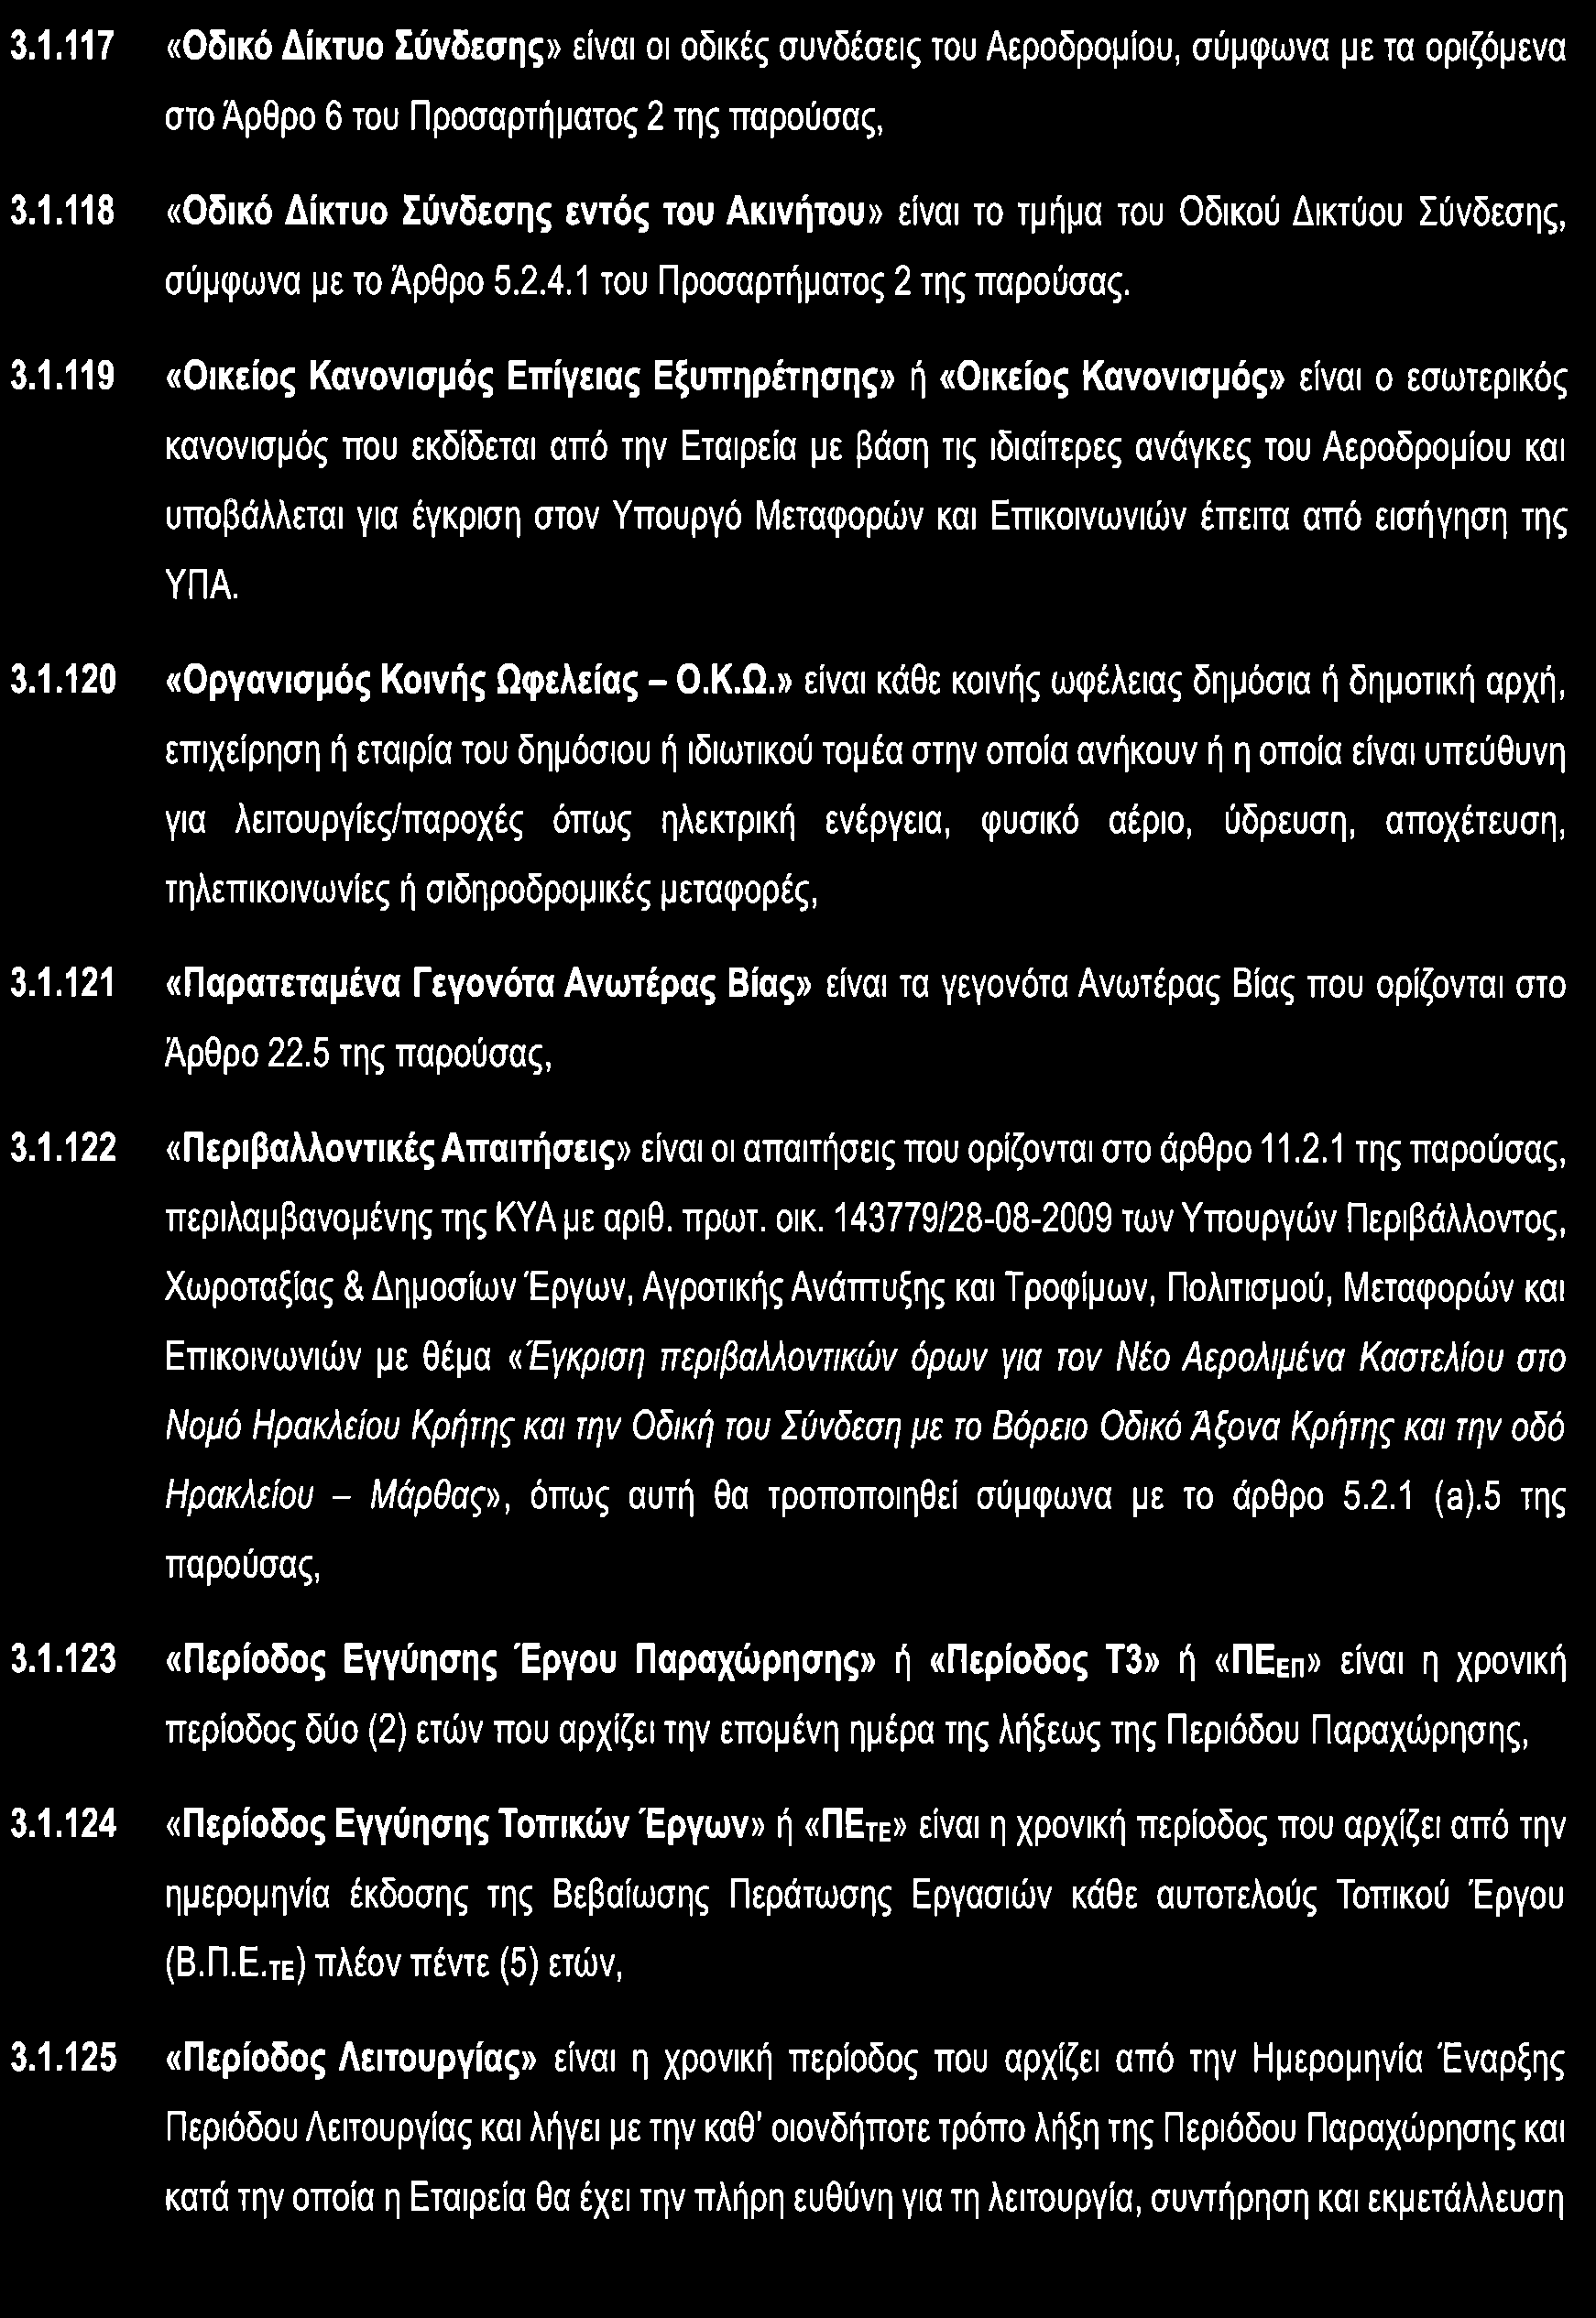 3.1.117 «Οδικό Δίκτυο Σύνδεσης» είναι οι οδικές συνδέσεις του Αεροδρομίου, σύμφωνα με τα οριζόμενα
στο Άρθρο 6 του Προσαρτήματος 2 της παρούσας,
3.1.118 «Οδικό Δίκτυο Σύνδεσης εντός του Ακινήτου» είναι το τμήμα του Οδικού Δικτύου Σύνδεσης,
σύμφωνα με το Άρθρο 5.2.4.1 του Προσαρτήματος 2 της παρούσας.
3.1.119 «Οικείος Κανονισμός Επίγειας Εξυπηρέτησης» ή «Οικείος Κανονισμός» είναι ο εσωτερικός
κανονισμός που εκδίδεται από την Εταιρεία με βάση τις ιδιαίτερες ανάγκες του Αεροδρομίου και
υποβάλλεται για έγκριση στον Υπουργό Μεταφορών και Επικοινωνιών έπειτα από εισήγηση της
ΥΠΑ.
3.1.120 «Οργανισμός Κοινής Ωφελείας – Ο.Κ.Ω.» είναι κάθε κοινής ωφέλειας δημόσια ή δημοτική αρχή,
επιχείρηση ή εταιρία του δημόσιου ή ιδιωτικού τομέα στην οποία ανήκουν ή η οποία είναι υπεύθυνη
για λειτουργίες/παροχές όπως ηλεκτρική ενέργεια, φυσικό αέριο, ύδρευση, αποχέτευση,
τηλεπικοινωνίες ή σιδηροδρομικές μεταφορές,
3.1.121 «Παρατεταμένα Γεγονότα Ανωτέρας Βίας» είναι τα γεγονότα Ανωτέρας Βίας που ορίζονται στο
Άρθρο 22.5 της παρούσας,
3.1.122 «Περιβαλλοντικές Απαιτήσεις» είναι οι απαιτήσεις που ορίζονται στο άρθρο 11.2.1 της παρούσας,
περιλαμβανομένης της ΚΥΑ με αριθ. πρωτ. οικ. 143779/28-08-2009 των Υπουργών Περιβάλλοντος,
Χωροταξίας & Δημοσίων Έργων, Αγροτικής Ανάπτυξης και Τροφίμων, Πολιτισμού, Μεταφορών και
Επικοινωνιών με θέμα «Έγκριση περιβαλλοντικών όρων για τον Νέο Αερολιμένα Καστελίου στο
Νομό Ηρακλείου Κρήτης και την Οδική του Σύνδεση με το Βόρειο Οδικό Άξονα Κρήτης και την οδό
Ηρακλείου – Μάρθας», όπως αυτή θα τροποποιηθεί σύμφωνα με το άρθρο 5.2.1 (a).5 της
παρούσας,
3.1.123 «Περίοδος Εγγύησης Έργου Παραχώρησης» ή «Περίοδος Τ3» ή «ΠΕΕΠ» είναι η χρονική
περίοδος δύο (2) ετών που αρχίζει την επομένη ημέρα της λήξεως της Περιόδου Παραχώρησης,
3.1.124 «Περίοδος Εγγύησης Τοπικών Έργων» ή «ΠΕΤΕ» είναι η χρονική περίοδος που αρχίζει από την
ημερομηνία έκδοσης της Βεβαίωσης Περάτωσης Εργασιών κάθε αυτοτελούς Τοπικού Έργου
(Β.Π.Ε.ΤΕ) πλέον πέντε (5) ετών,
3.1.125 «Περίοδος Λειτουργίας» είναι η χρονική περίοδος που αρχίζει από την Ημερομηνία Έναρξης
Περιόδου Λειτουργίας και λήγει με την καθ' οιονδήποτε τρόπο λήξη της Περιόδου Παραχώρησης και
κατά την οποία η Εταιρεία θα έχει την πλήρη ευθύνη για τη λειτουργία, συντήρηση και εκμετάλλευση